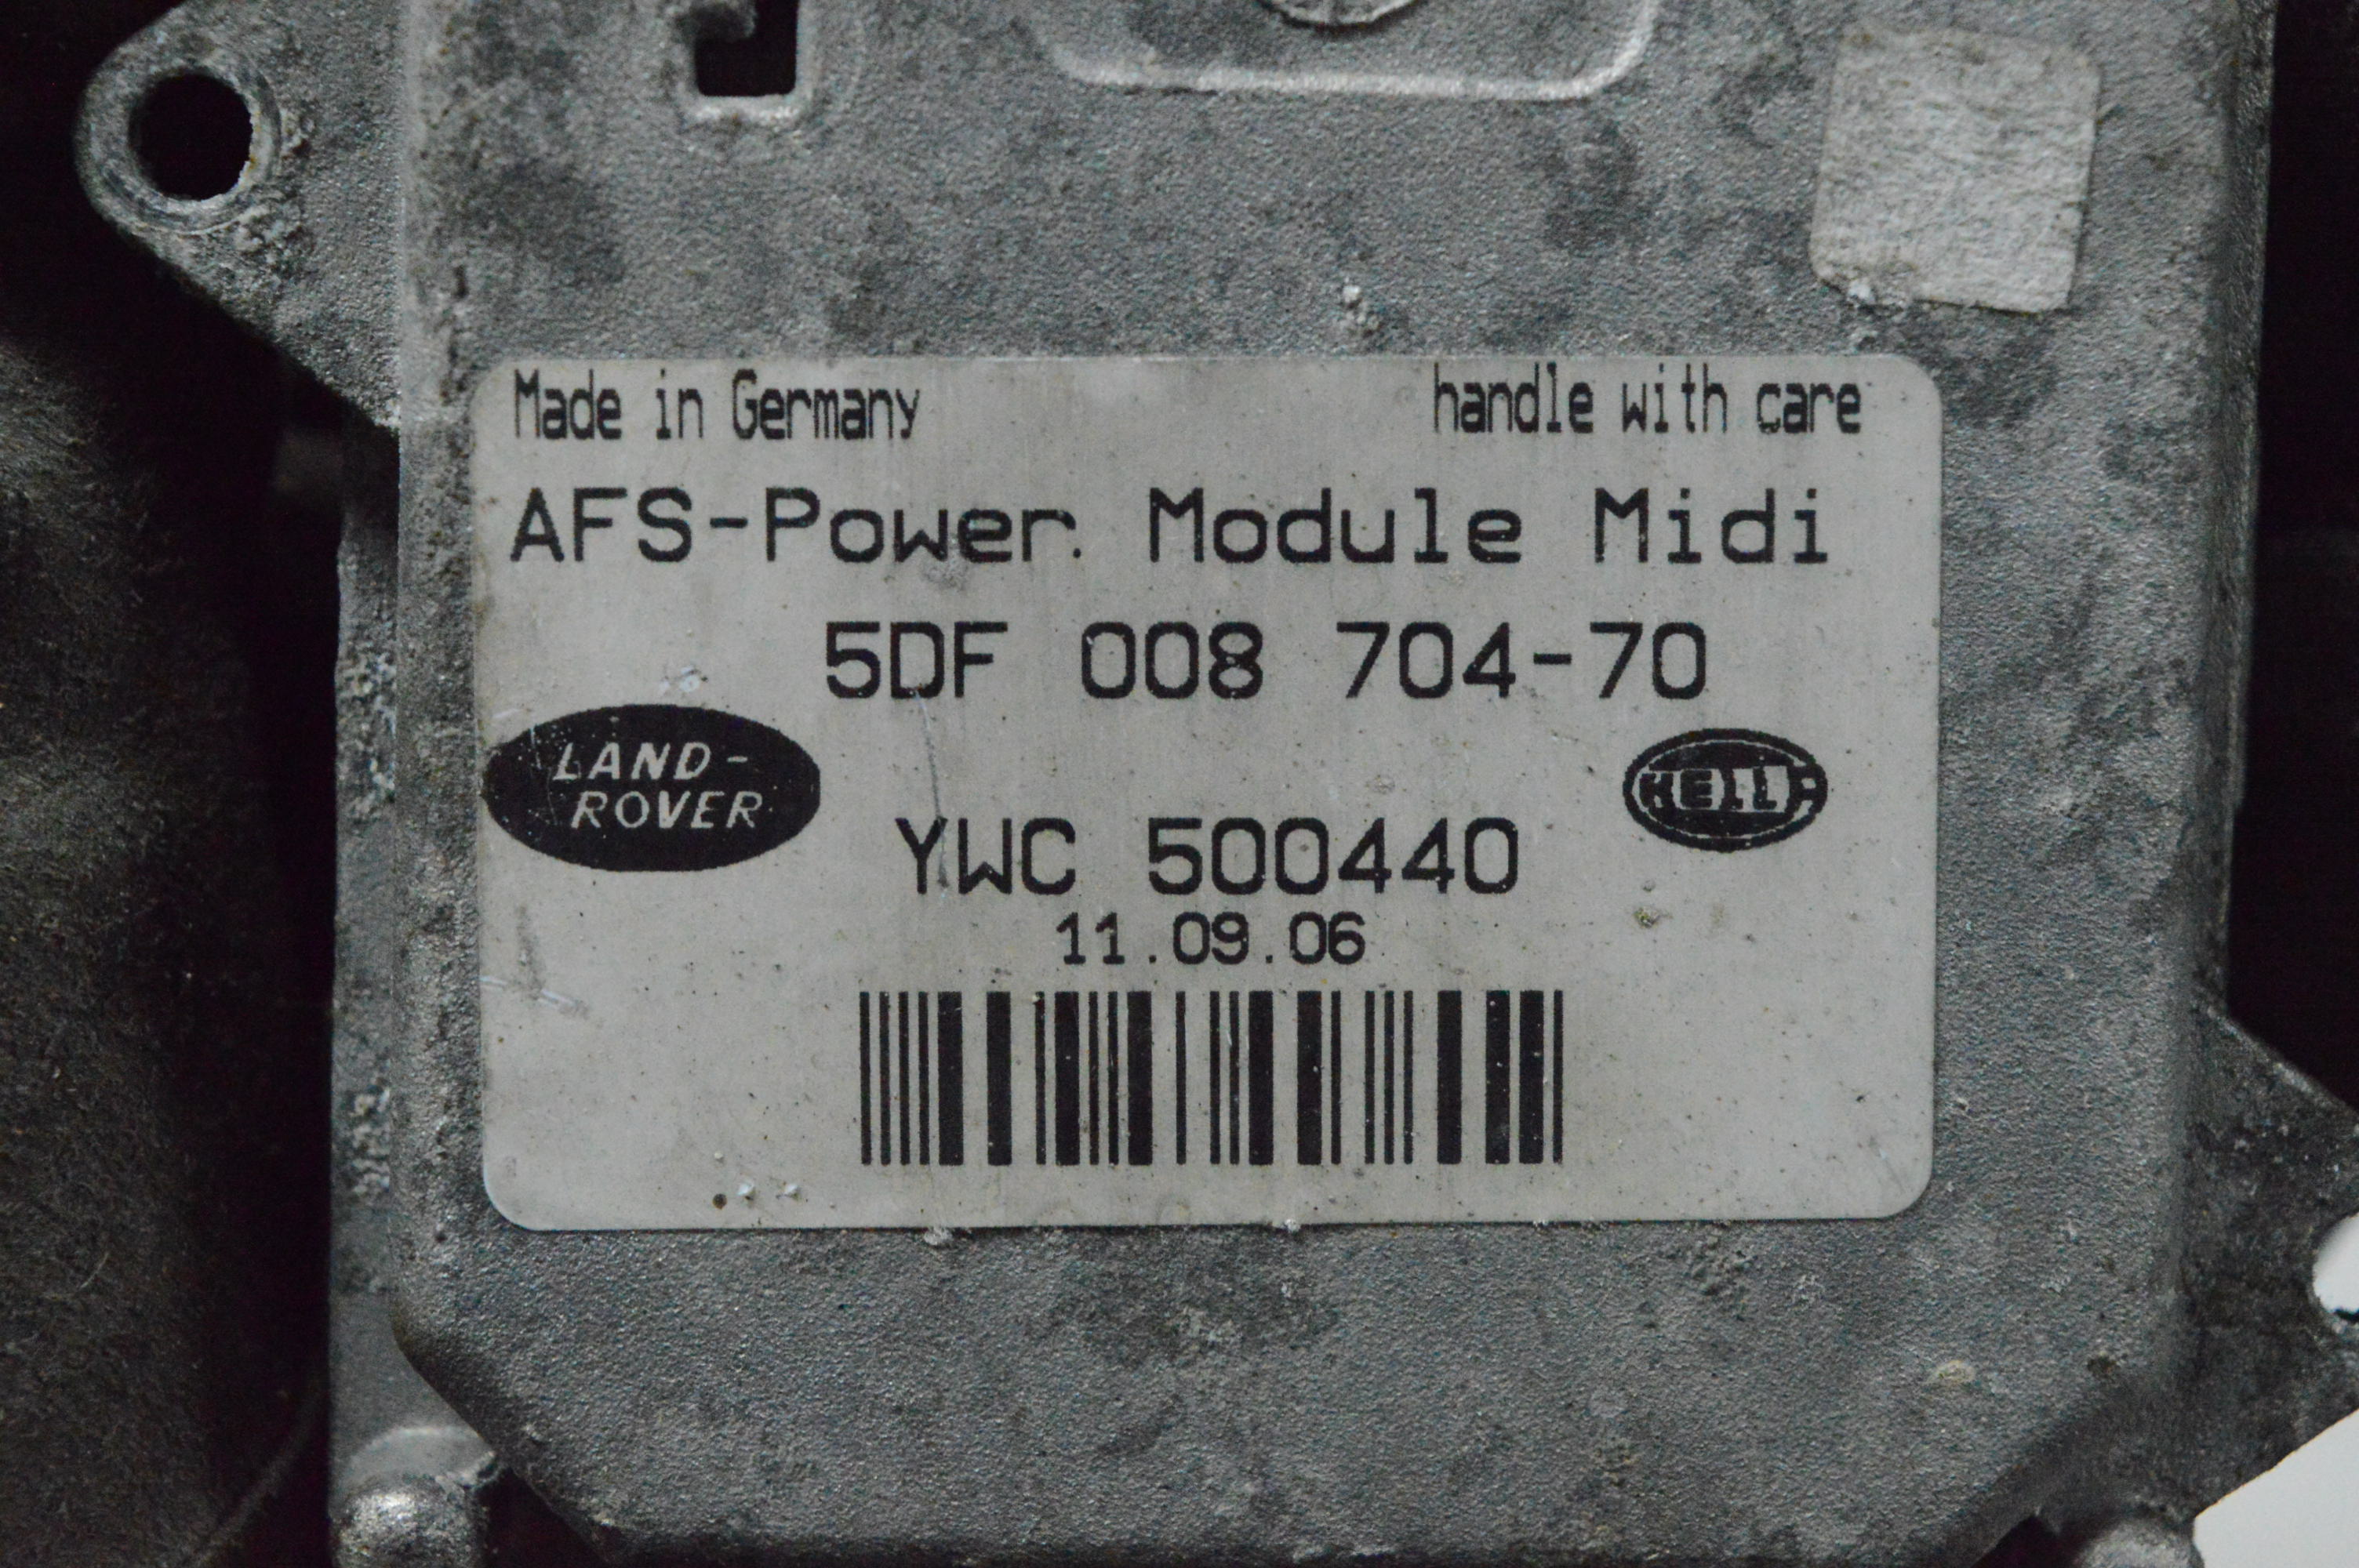 Made in Germany handle with care
AFS-Power Module Midi
5DF 008 704-70
LAND-
ROVER
HELLA
YWC 500440
11.09.06